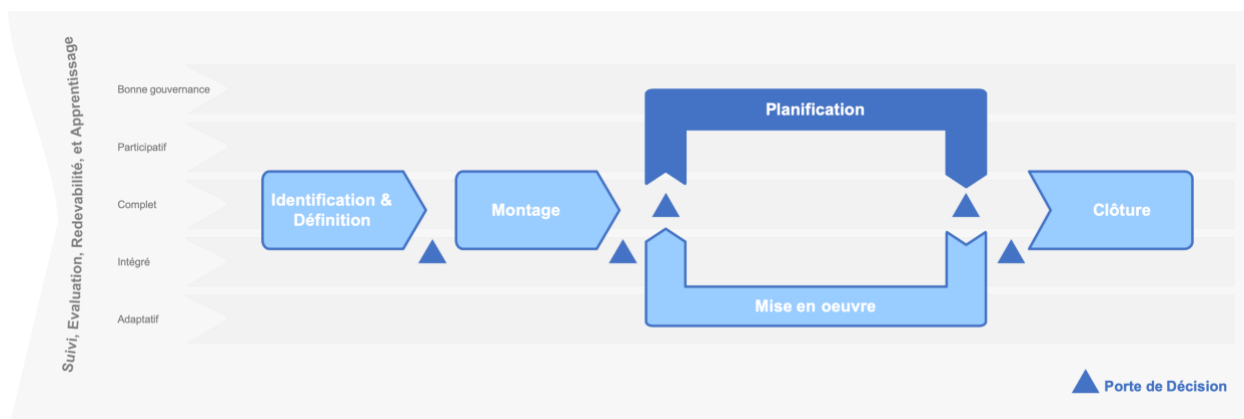 Suivi, Evaluation, Redevabilité, et Apprentissage
Bonne gouvernance
Participatif
Complet
Intégré
Adaptatif
Identification &
Définition
Montage
Planification
Mise en oeuvre
Clôture
Porte de Décision